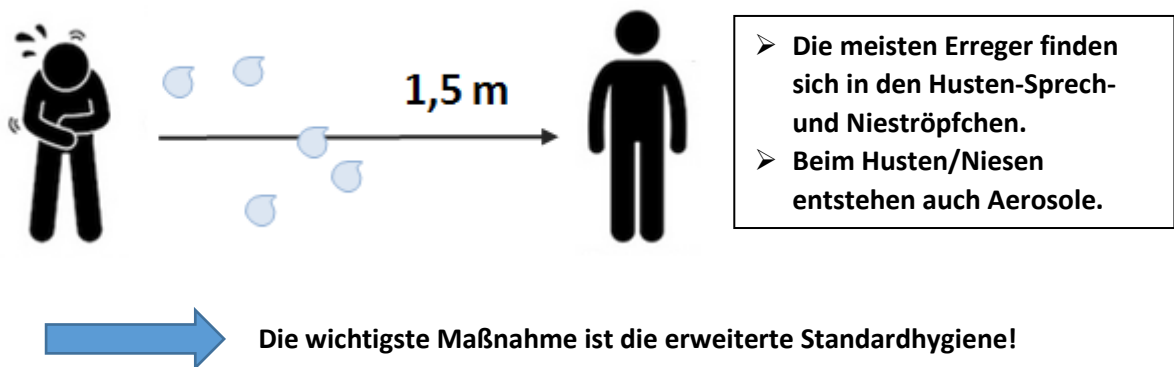 1,5 m
➢ Die meisten Erreger finden
sich in den Husten-Sprech-
und Nieströpfchen.
➢ Beim Husten/Niesen
entstehen auch Aerosole.
Die wichtigste Maßnahme ist die erweiterte Standardhygiene!